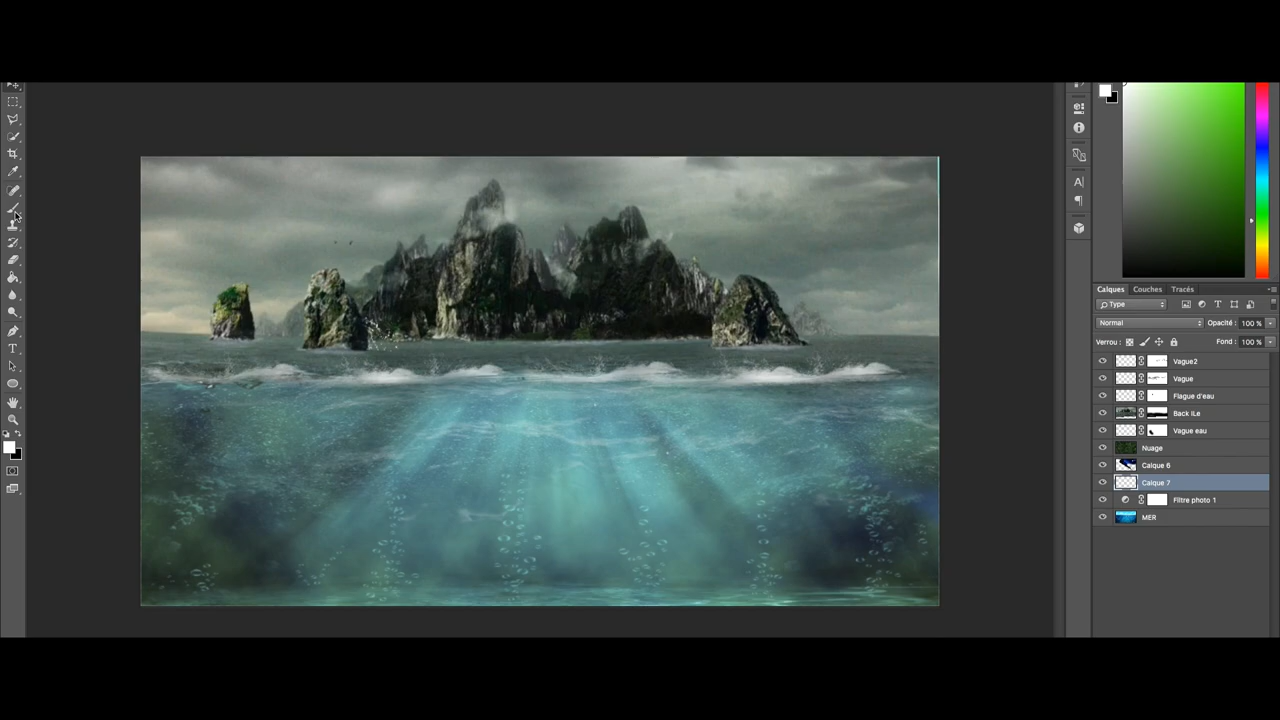 Calques Couches Tracés
Type
Normal Opacité: 100 %
Verrou : Fond : 100 %
Vague2
Vague
Flague d'eau
Back ILe
Vague eau
Nuage
Calque 6
Calque 7
Filtre photo 1
MER